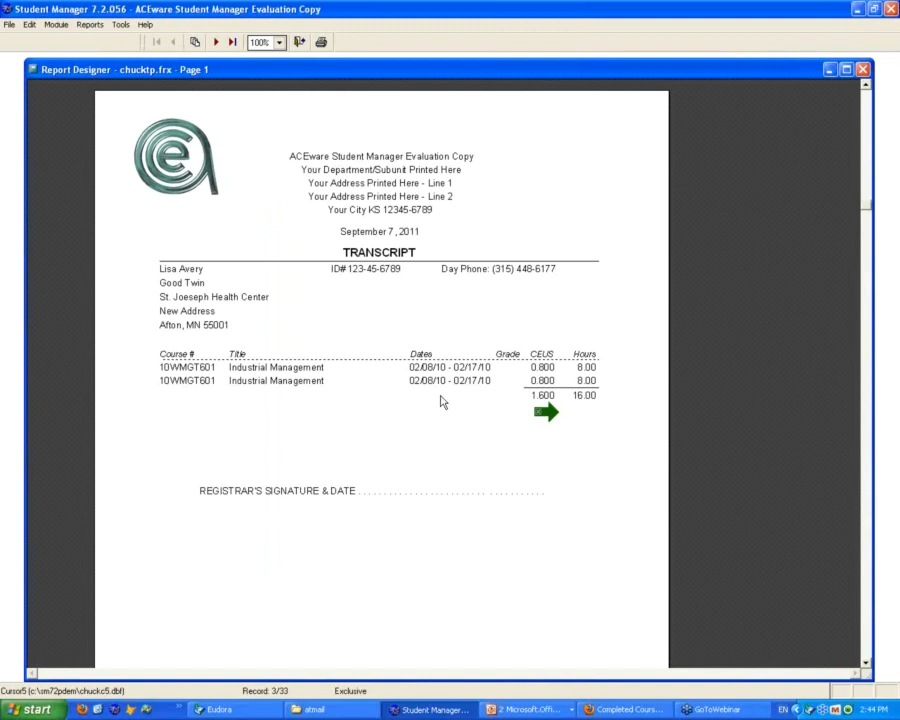 Student Manager 7.2.056 - ACEware Student Manager Evaluation Copy
File Edit Module Reports Tools Help
100%
Report Designer - chucktp.frx - Page 1
ACEware Student Manager Evaluation Copy
Your Department/Subunit Printed Here
Your Address Printed Here - Line 1
Your Address Printed Here - Line 2
Your City KS 12345-6789
September 7, 2011
TRANSCRIPT
Lisa Avery ID# 123-45-6789 Day Phone: (315) 448-6177
Good Twin
St. Joeseph Health Center
New Address
Afton, MN 55001
Course # Title Dates Grade CEUS Hours
10WMGT601 Industrial Management 02/08/10 - 02/17/10 0.800 8.00
10WMGT601 Industrial Management 02/08/10 - 02/17/10 0.800 8.00
1.600 16.00
REGISTRAR'S SIGNATURE & DATE . . . . . . . . . . . . . . . . . . . . . . . . . . . . . .
Cursor5 (c:\sm72pdem\chuckc5.dbf) Record: 3/33 Exclusive
start Eudora atmail Student Manager... 2 Microsoft.Offi... Completed Cours... GoToWebinar EN 2:44 PM